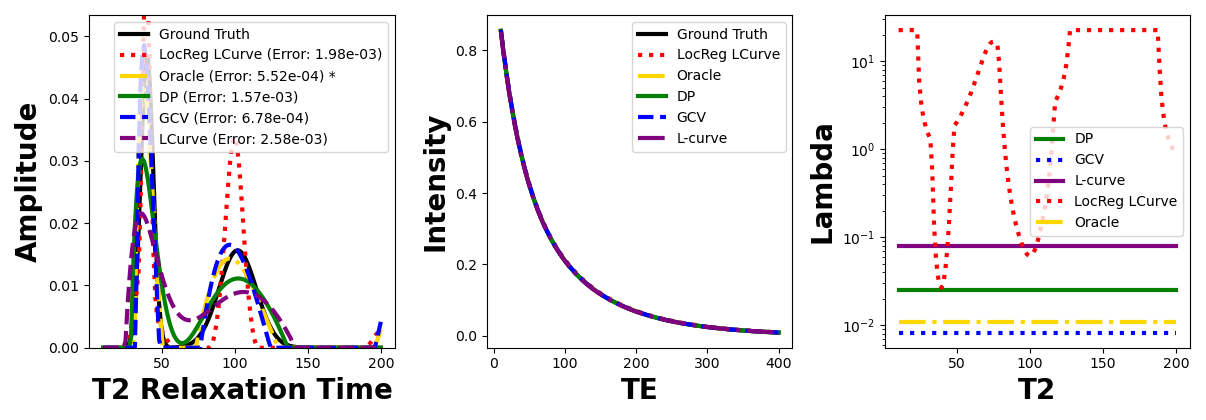 0.05
0.04
0.03
0.02
0.01
0.00
Amplitude
50
100
150
200
T2 Relaxation Time
Ground Truth
LocReg LCurve (Error: 1.98e-03)
Oracle (Error: 5.52e-04) *
DP (Error: 1.57e-03)
GCV (Error: 6.78e-04)
LCurve (Error: 2.58e-03)
0.8
0.6
0.4
0.2
0.0
Intensity
0
100
200
300
400
TE
Ground Truth
LocReg LCurve
Oracle
DP
GCV
L-curve
10¹
10⁰
10⁻¹
10⁻²
Lambda
50
100
150
200
T2
DP
GCV
L-curve
LocReg LCurve
Oracle